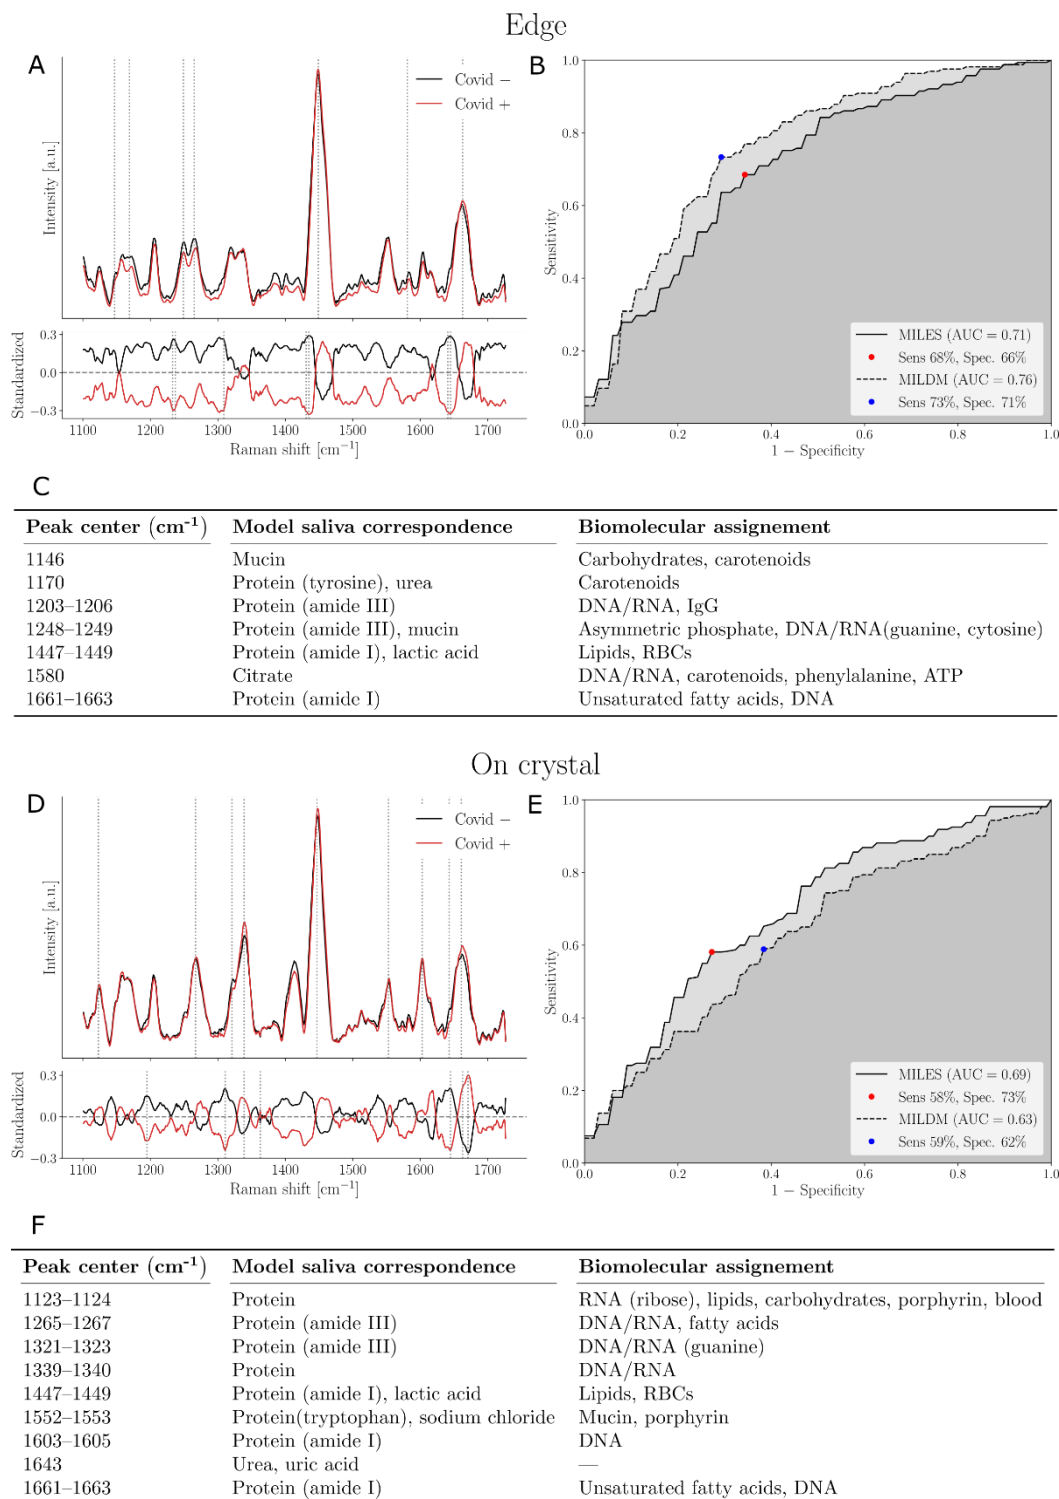 Edge
A
Covid −
Covid +
Intensity [a.u.]
0.3
0.0
−0.3
Standardized
1100 1200 1300 1400 1500 1600 1700
Raman shift [cm⁻¹]
B
1.0
0.8
0.6
0.4
0.2
0.0
Sensitivity
MILES (AUC = 0.71)
Sens 68%, Spec. 66%
MILDM (AUC = 0.76)
Sens 73%, Spec. 71%
0.0 0.2 0.4 0.6 0.8 1.0
1 − Specificity
C
Peak center (cm⁻¹) Model saliva correspondence Biomolecular assignement
1146 Mucin Carbohydrates, carotenoids
1170 Protein (tyrosine), urea Carotenoids
1203–1206 Protein (amide III) DNA/RNA, IgG
1248–1249 Protein (amide III), mucin Asymmetric phosphate, DNA/RNA(guanine, cytosine)
1447–1449 Protein (amide I), lactic acid Lipids, RBCs
1580 Citrate DNA/RNA, carotenoids, phenylalanine, ATP
1661–1663 Protein (amide I) Unsaturated fatty acids, DNA
On crystal
D
Covid −
Covid +
Intensity [a.u.]
0.3
0.0
−0.3
Standardized
1100 1200 1300 1400 1500 1600 1700
Raman shift [cm⁻¹]
E
1.0
0.8
0.6
0.4
0.2
0.0
Sensitivity
MILES (AUC = 0.69)
Sens 58%, Spec. 73%
MILDM (AUC = 0.63)
Sens 59%, Spec. 62%
0.0 0.2 0.4 0.6 0.8 1.0
1 − Specificity
F
Peak center (cm⁻¹) Model saliva correspondence Biomolecular assignement
1123–1124 Protein RNA (ribose), lipids, carbohydrates, porphyrin, blood
1265–1267 Protein (amide III) DNA/RNA, fatty acids
1321–1323 Protein (amide III) DNA/RNA (guanine)
1339–1340 Protein DNA/RNA
1447–1449 Protein (amide I), lactic acid Lipids, RBCs
1552–1553 Protein(tryptophan), sodium chloride Mucin, porphyrin
1603–1605 Protein (amide I) DNA
1643 Urea, uric acid —
1661–1663 Protein (amide I) Unsaturated fatty acids, DNA